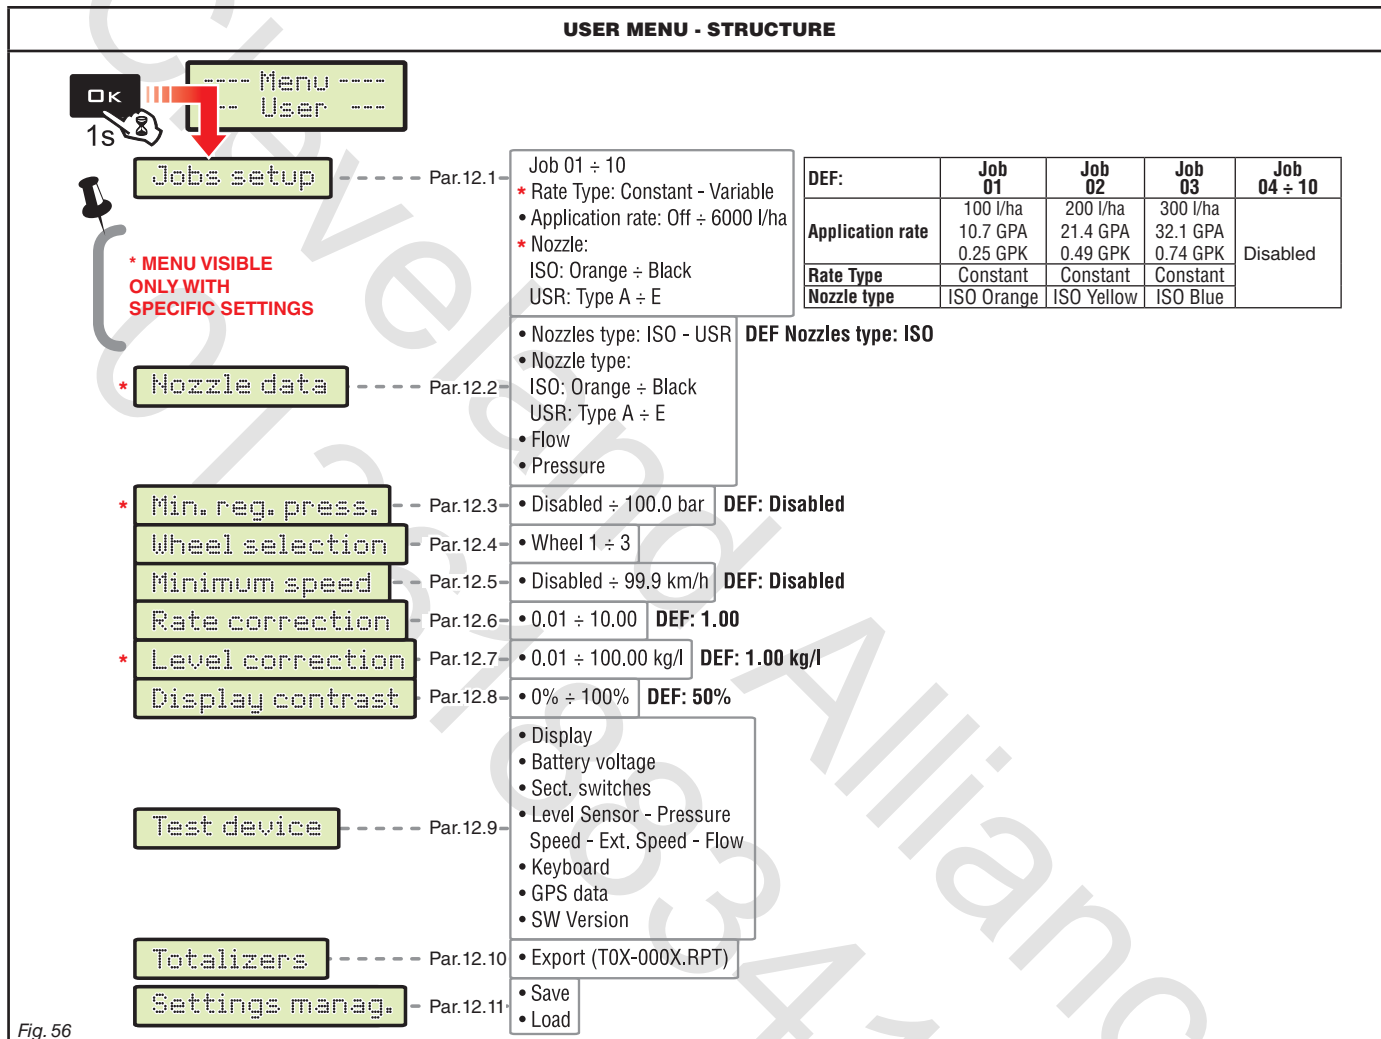 USER MENU - STRUCTURE
---- Menu ----
-- User ---
OK
1s
Jobs setup
Par.12.1
Job 01 ÷ 10
* Rate Type: Constant - Variable
• Application rate: Off ÷ 6000 l/ha
* Nozzle:
ISO: Orange ÷ Black
USR: Type A ÷ E
DEF: Job 01 Job 02 Job 03 Job 04 ÷ 10
Application rate
100 l/ha 200 l/ha 300 l/ha
10.7 GPA 21.4 GPA 32.1 GPA
0.25 GPK 0.49 GPK 0.74 GPK
Disabled
Rate Type Constant Constant Constant
Nozzle type ISO Orange ISO Yellow ISO Blue
* MENU VISIBLE
ONLY WITH
SPECIFIC SETTINGS
* Nozzle data
Par.12.2
• Nozzles type: ISO - USR
• Nozzle type:
ISO: Orange ÷ Black
USR: Type A ÷ E
• Flow
• Pressure
DEF Nozzles type: ISO
* Min. reg. press. Par.12.3 • Disabled ÷ 100.0 bar DEF: Disabled
Wheel selection Par.12.4 • Wheel 1 ÷ 3
Minimum speed Par.12.5 • Disabled ÷ 99.9 km/h DEF: Disabled
Rate correction Par.12.6 • 0.01 ÷ 10.00 DEF: 1.00
* Level correction Par.12.7 • 0.01 ÷ 100.00 kg/l DEF: 1.00 kg/l
Display contrast Par.12.8 • 0% ÷ 100% DEF: 50%
Test device
Par.12.9
• Display
• Battery voltage
• Sect. switches
• Level Sensor - Pressure
Speed - Ext. Speed - Flow
• Keyboard
• GPS data
• SW Version
Totalizers Par.12.10 • Export (T0X-000X.RPT)
Settings manag. Par.12.11
• Save
• Load
Fig. 56
Cleveland Alliance